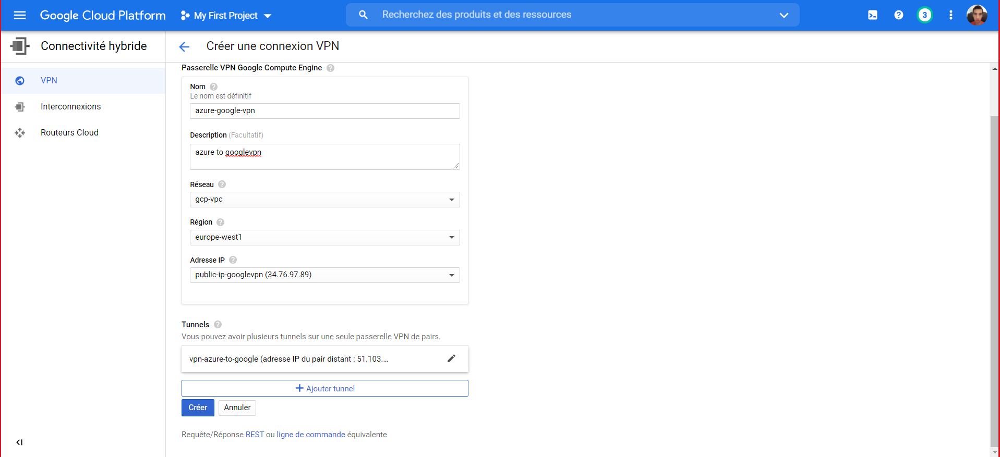 Google Cloud Platform
My First Project
Recherchez des produits et des ressources
3
Connectivité hybride
Créer une connexion VPN
VPN
Interconnexions
Routeurs Cloud
Passerelle VPN Google Compute Engine
Nom
Le nom est définitif
azure-google-vpn
Description (Facultatif)
azure to googlevpn
Réseau
gcp-vpc
Région
europe-west1
Adresse IP
public-ip-googlevpn (34.76.97.89)
Tunnels
Vous pouvez avoir plusieurs tunnels sur une seule passerelle VPN de pairs.
vpn-azure-to-google (adresse IP du pair distant : 51.103....
Ajouter tunnel
Créer
Annuler
Requête/Réponse REST ou ligne de commande équivalente